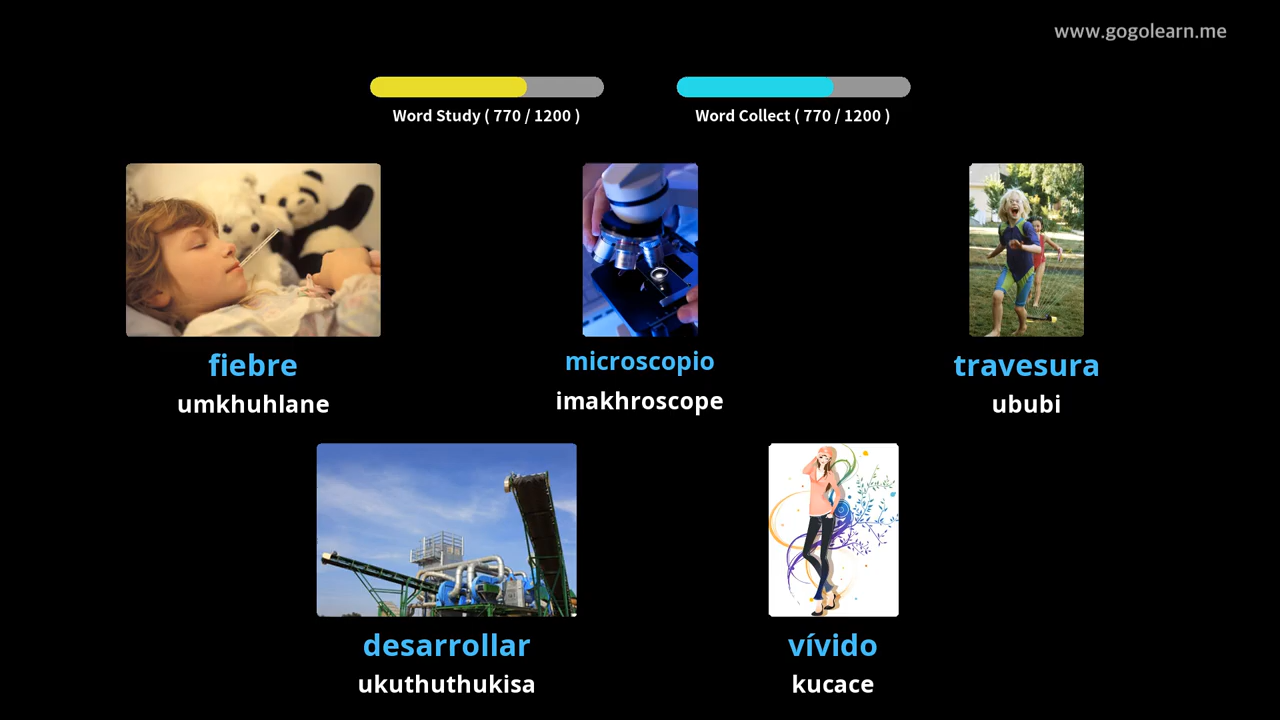 www.gogolearn.me
Word Study ( 770 / 1200 )
Word Collect ( 770 / 1200 )
fiebre
umkhuhlane
microscopio
imakhroscope
travesura
ububi
desarrollar
ukuthuthukisa
vívido
kucace